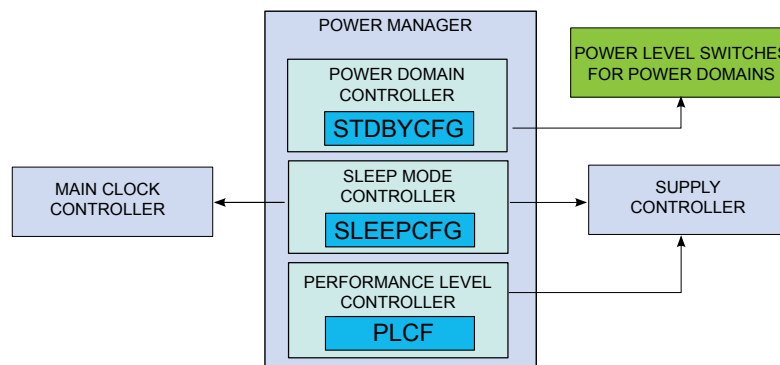 POWER MANAGER
POWER DOMAIN
CONTROLLER
STDBYCFG
POWER LEVEL SWITCHES
FOR POWER DOMAINS
MAIN CLOCK
CONTROLLER
SLEEP MODE
CONTROLLER
SLEEPCFG
SUPPLY
CONTROLLER
PERFORMANCE LEVEL
CONTROLLER
PLCF